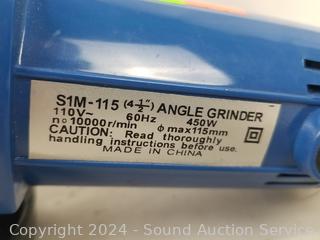 S1M-115 (4 1/2") ANGLE GRINDER
110V~ 60Hz 450W
n° 10000r/min ϕ max115mm
CAUTION: Read thoroughly
handling instructions before use.
MADE IN CHINA
Copyright © 2024 - Sound Auction Service